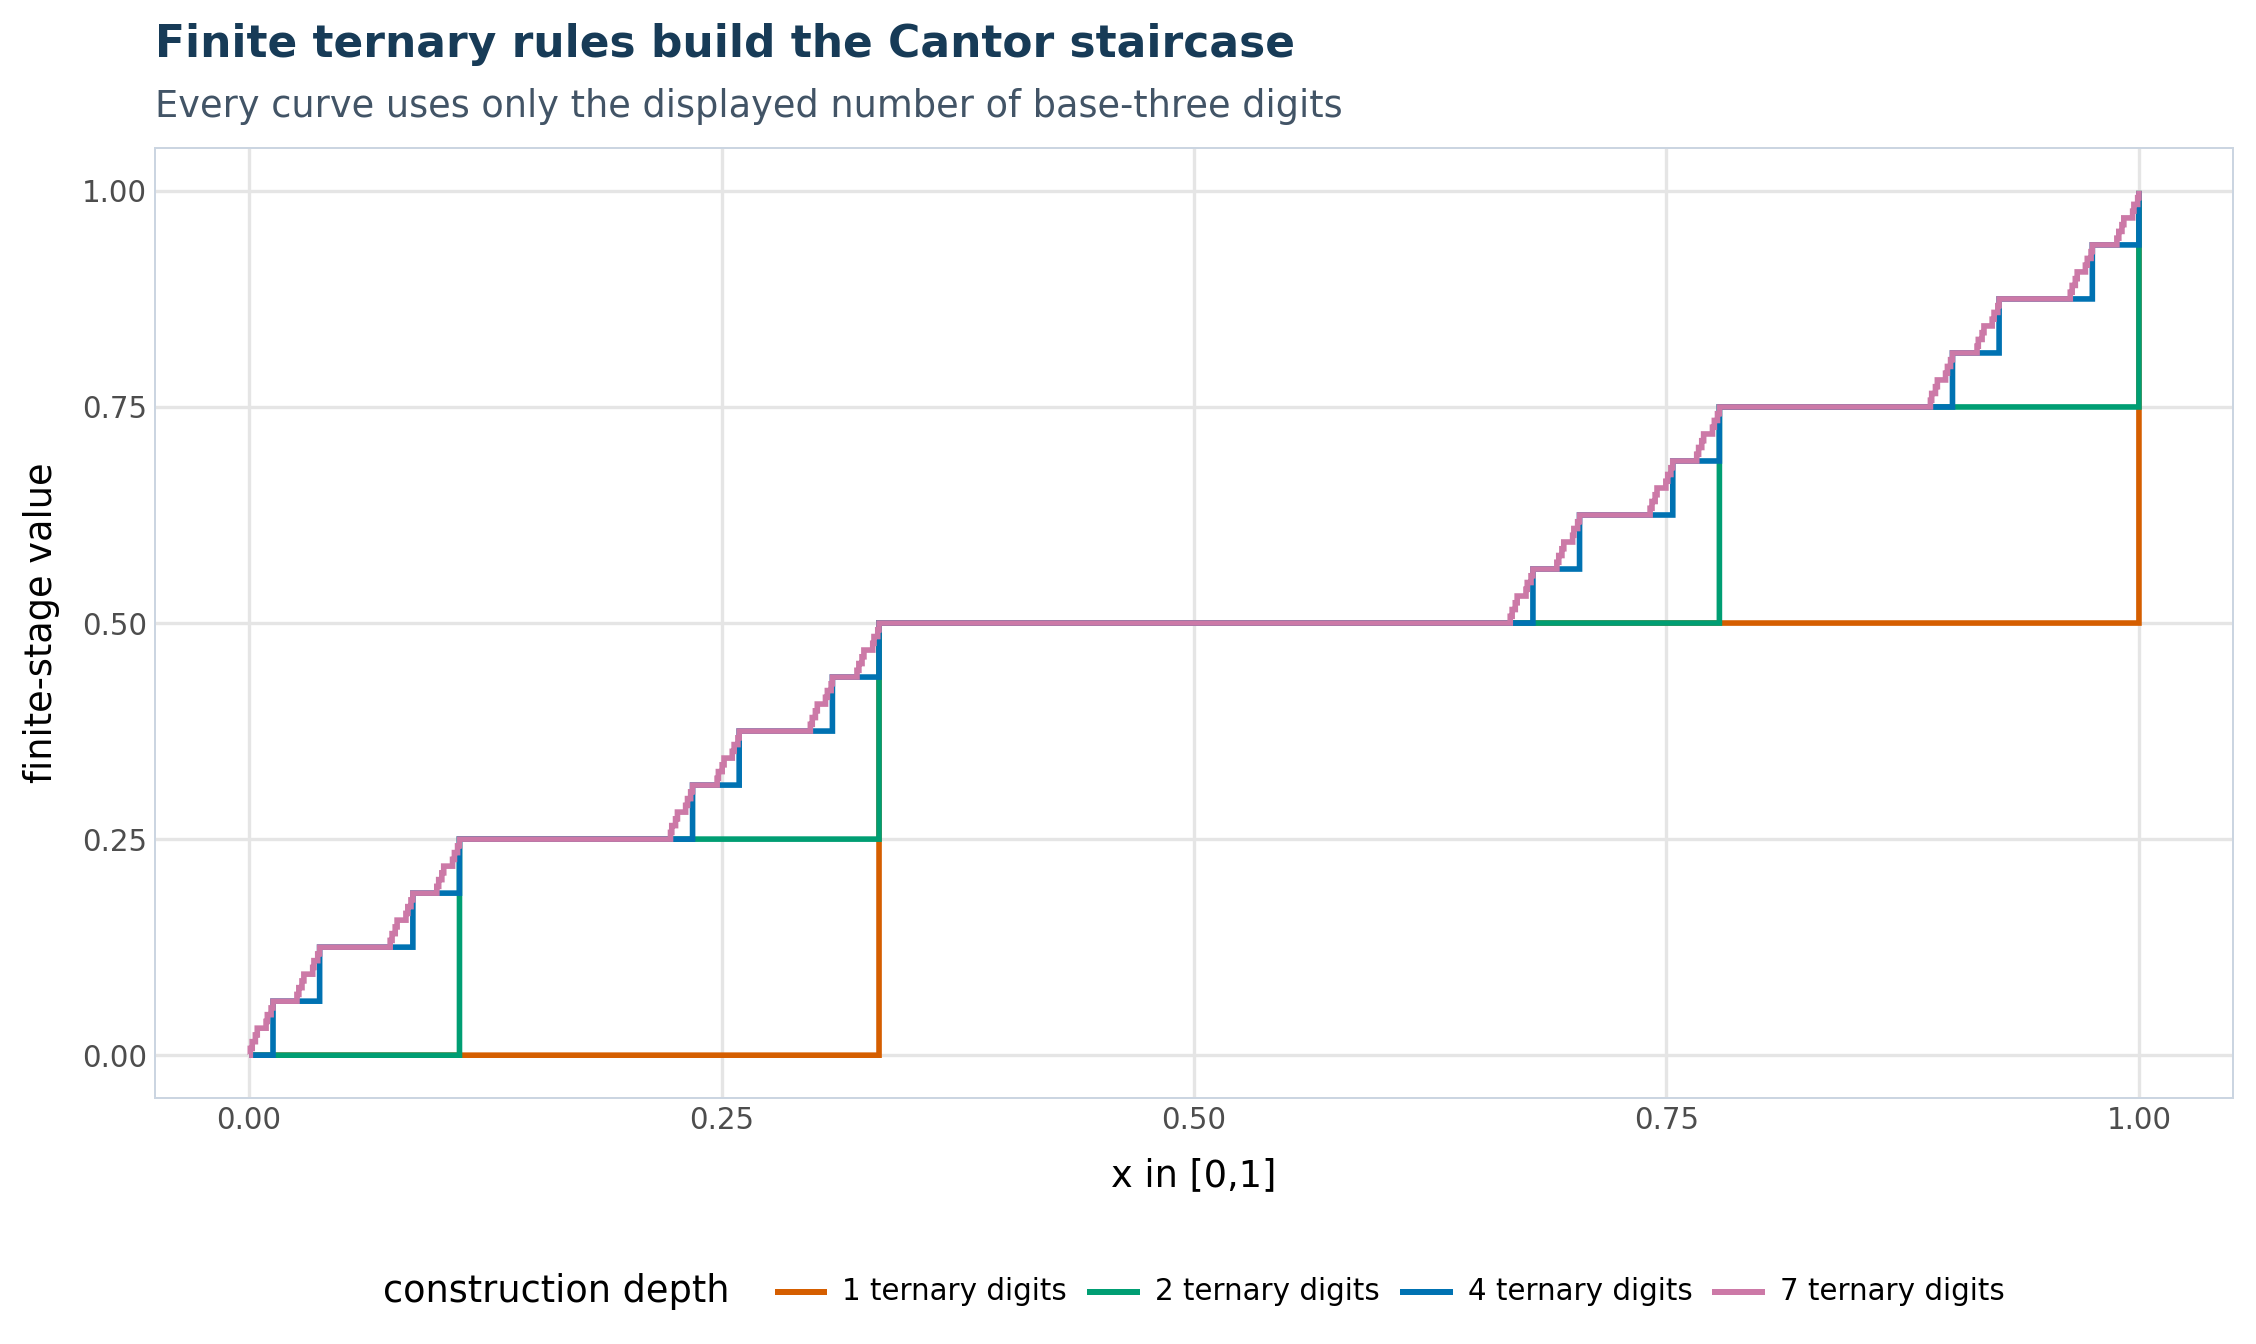 Finite ternary rules build the Cantor staircase
Every curve uses only the displayed number of base-three digits
finite-stage value
1.00
0.75
0.50
0.25
0.00
0.00 0.25 0.50 0.75 1.00
x in [0,1]
construction depth 1 ternary digits 2 ternary digits 4 ternary digits 7 ternary digits